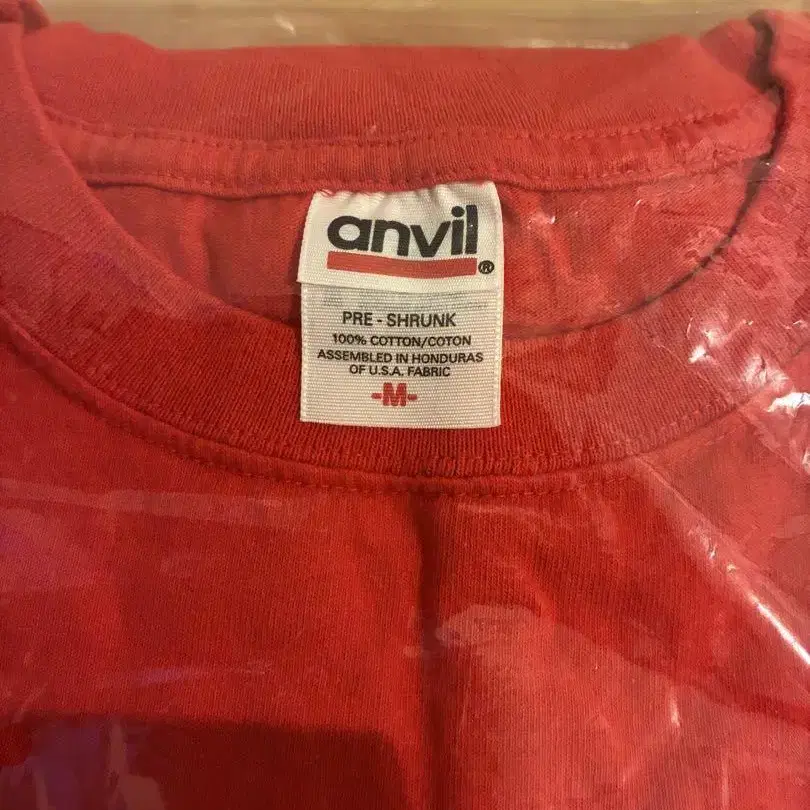 anvil®
PRE - SHRUNK
100% COTTON/COTON
ASSEMBLED IN HONDURAS
OF U.S.A. FABRIC
-M-